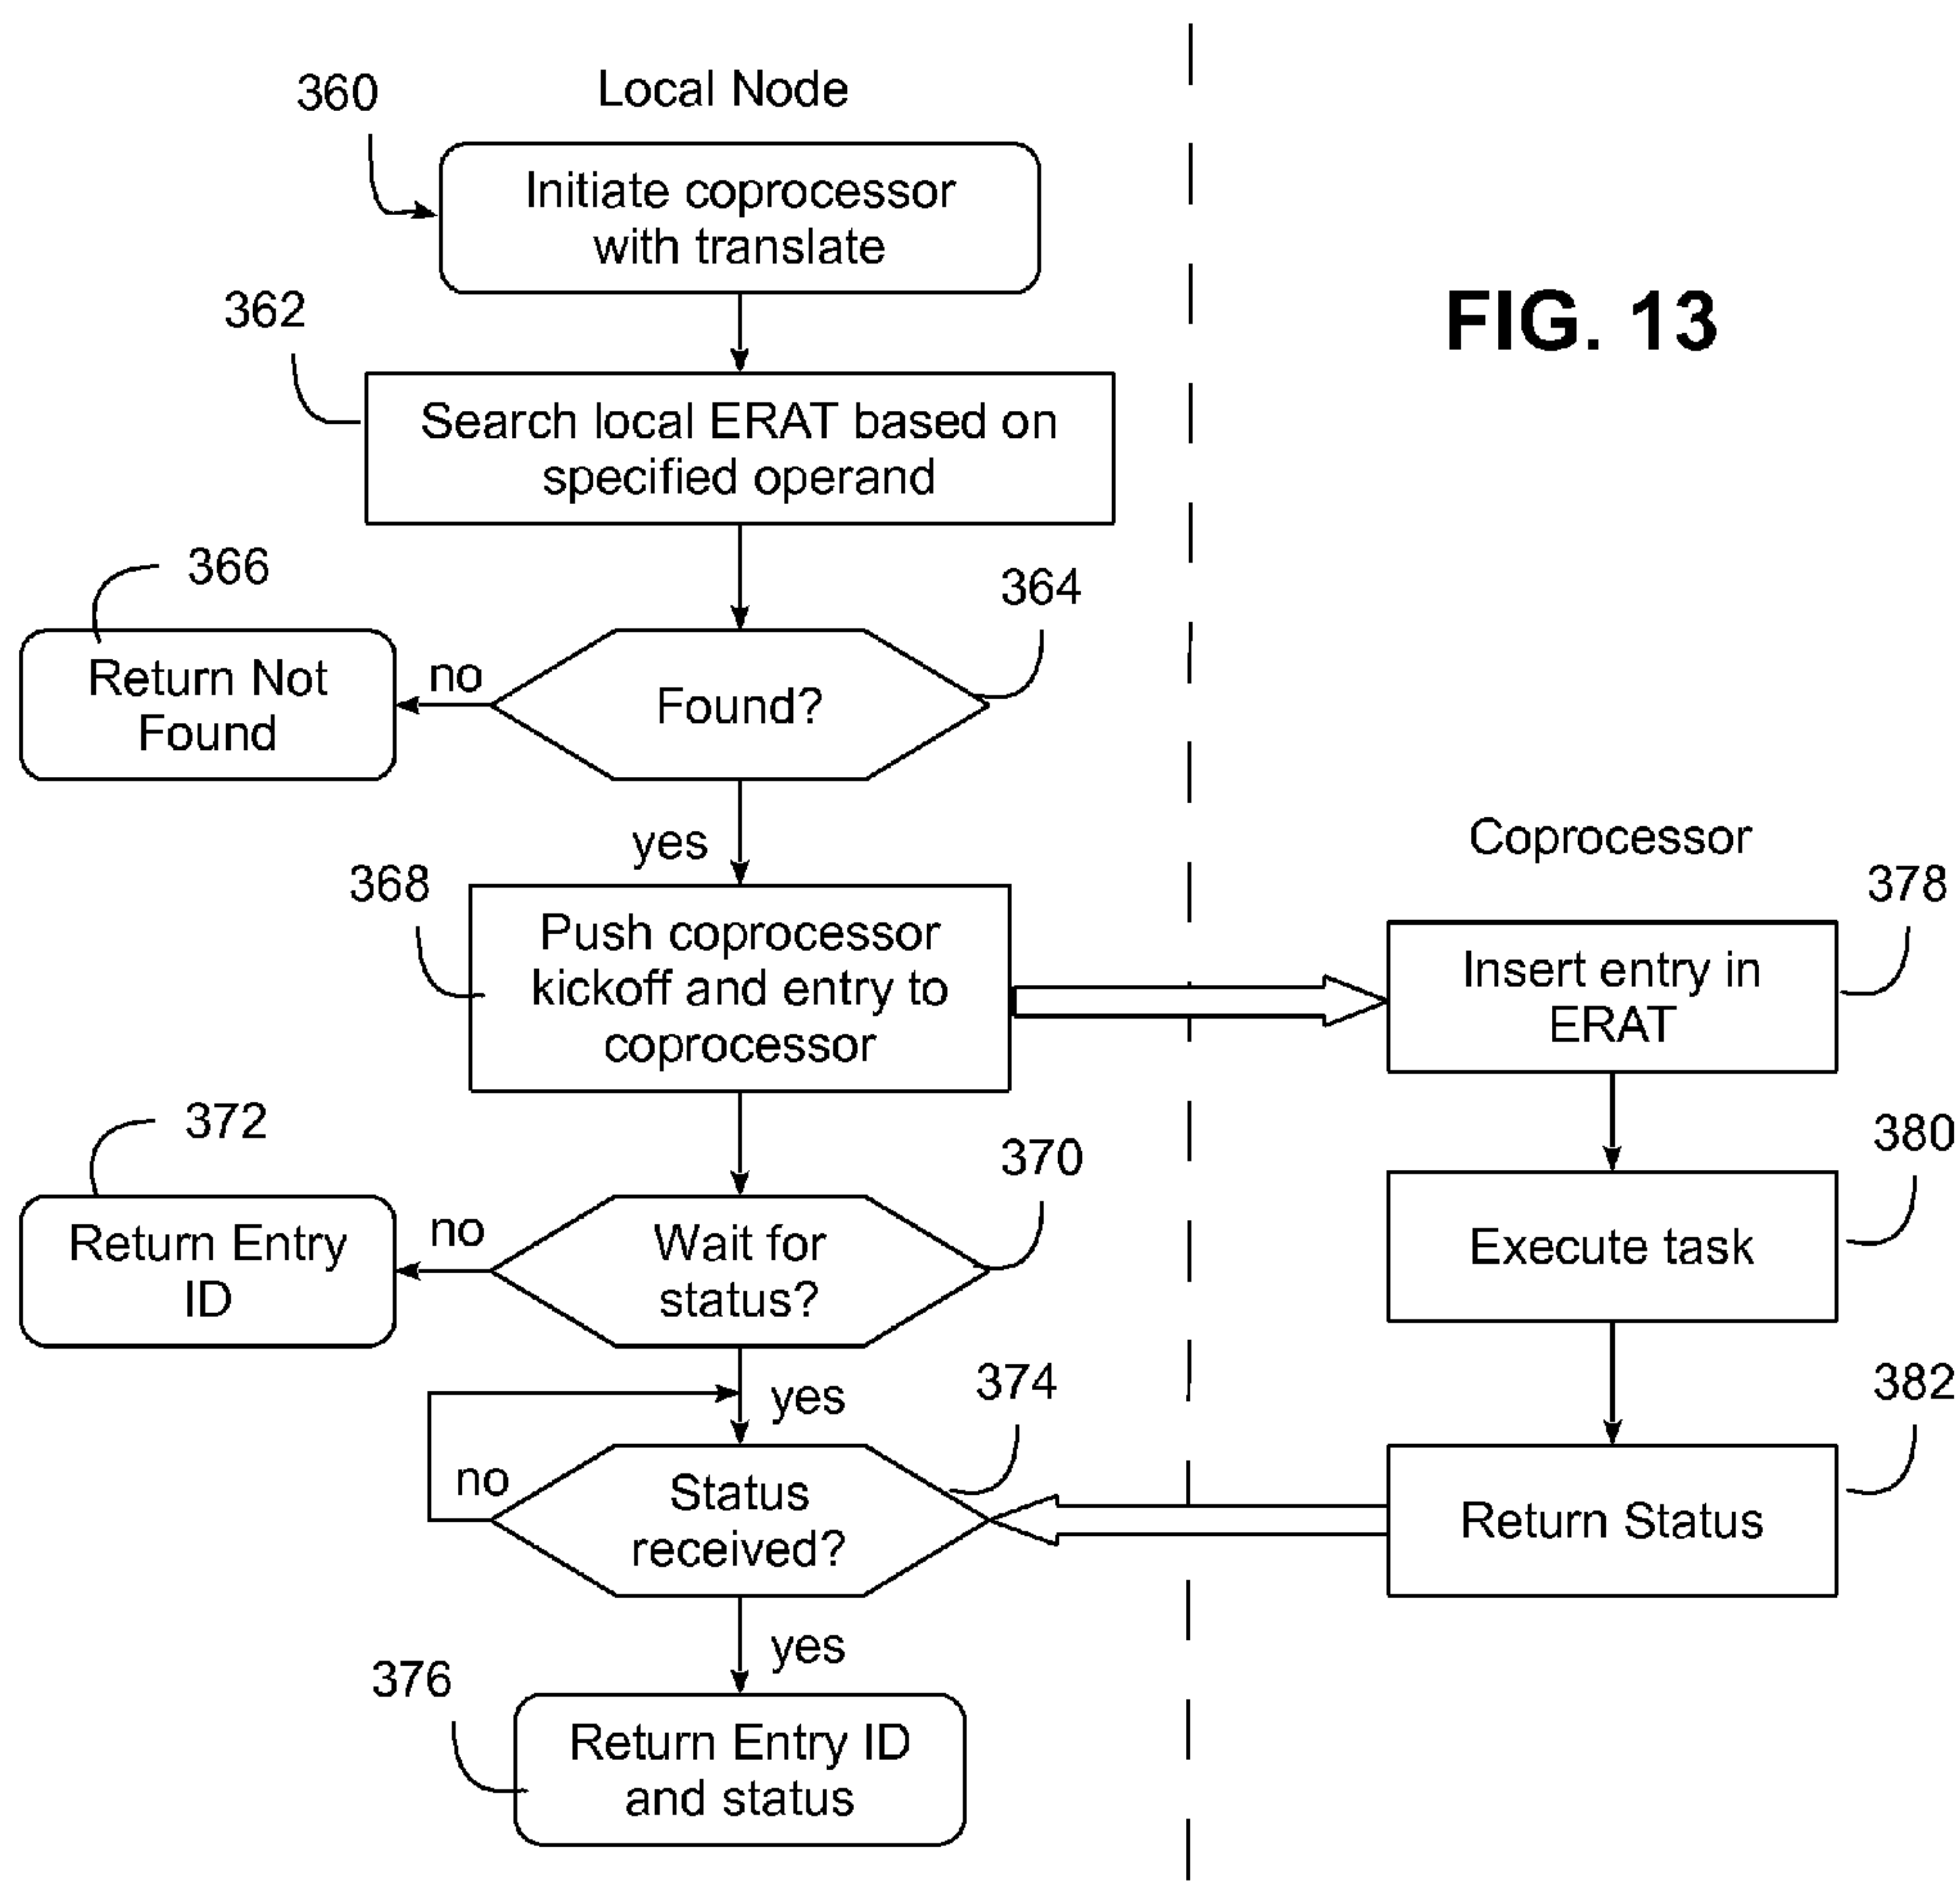 Local Node
360
Initiate coprocessor
with translate
FIG. 13
362
Search local ERAT based on
specified operand
366
364
Return Not
Found
no
Found?
yes
Coprocessor
368
378
Push coprocessor
kickoff and entry to
coprocessor
Insert entry in
ERAT
372
370
380
Return Entry
ID
no
Wait for
status?
Execute task
yes
374
382
no
Status
received?
Return Status
yes
376
Return Entry ID
and status